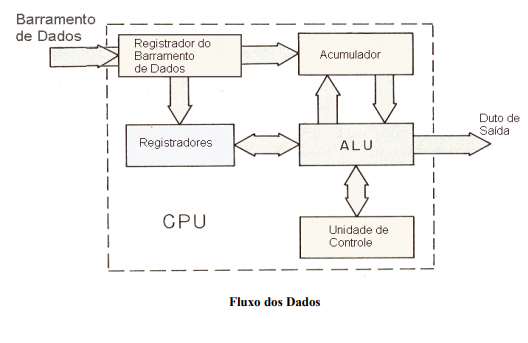 Barramento
de Dados
Registrador do
Barramento
de Dados
Acumulador
Duto de
Saída
Registradores
ALU
CPU
Unidade de
Controle
Fluxo dos Dados